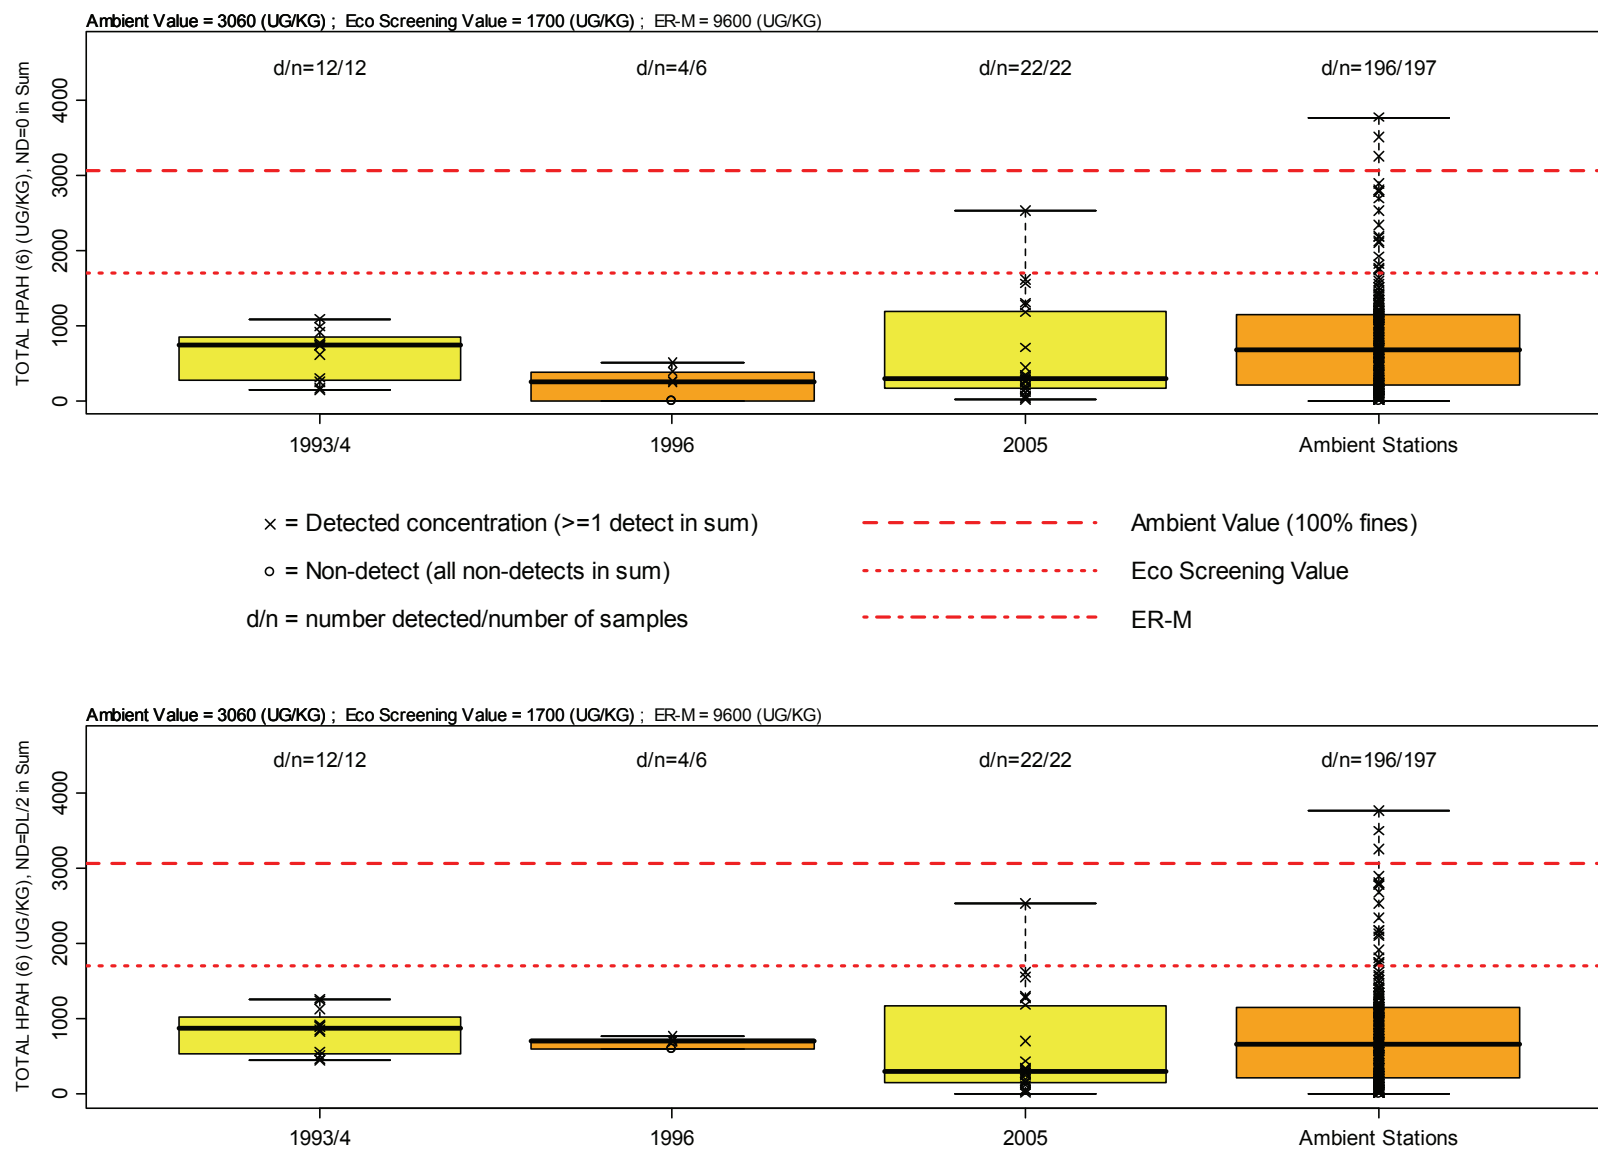 Ambient Value = 3060 (UG/KG) ; Eco Screening Value = 1700 (UG/KG) ; ER-M = 9600 (UG/KG)
TOTAL HPAH (6) (UG/KG), ND=0 in Sum
d/n=12/12 d/n=4/6 d/n=22/22 d/n=196/197
4000
3000
2000
1000
0
1993/4 1996 2005 Ambient Stations
× = Detected concentration (>=1 detect in sum) Ambient Value (100% fines)
o = Non-detect (all non-detects in sum) Eco Screening Value
d/n = number detected/number of samples ER-M
Ambient Value = 3060 (UG/KG) ; Eco Screening Value = 1700 (UG/KG) ; ER-M = 9600 (UG/KG)
TOTAL HPAH (6) (UG/KG), ND=DL/2 in Sum
d/n=12/12 d/n=4/6 d/n=22/22 d/n=196/197
4000
3000
2000
1000
0
1993/4 1996 2005 Ambient Stations